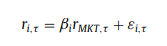 r_{i,τ} = β_i r_{MKT,τ} + ε_{i,τ}